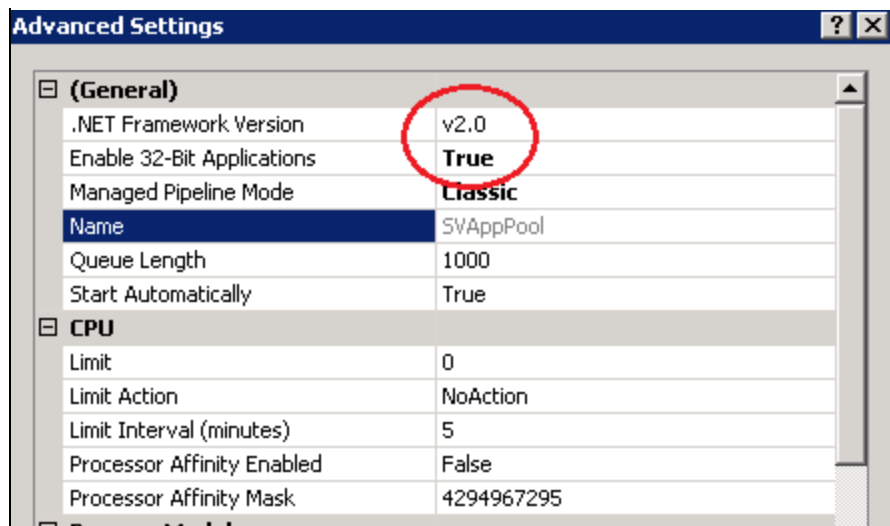 Advanced Settings
(General)
.NET Framework Version v2.0
Enable 32-Bit Applications True
Managed Pipeline Mode Classic
Name SVAppPool
Queue Length 1000
Start Automatically True
CPU
Limit 0
Limit Action NoAction
Limit Interval (minutes) 5
Processor Affinity Enabled False
Processor Affinity Mask 4294967295